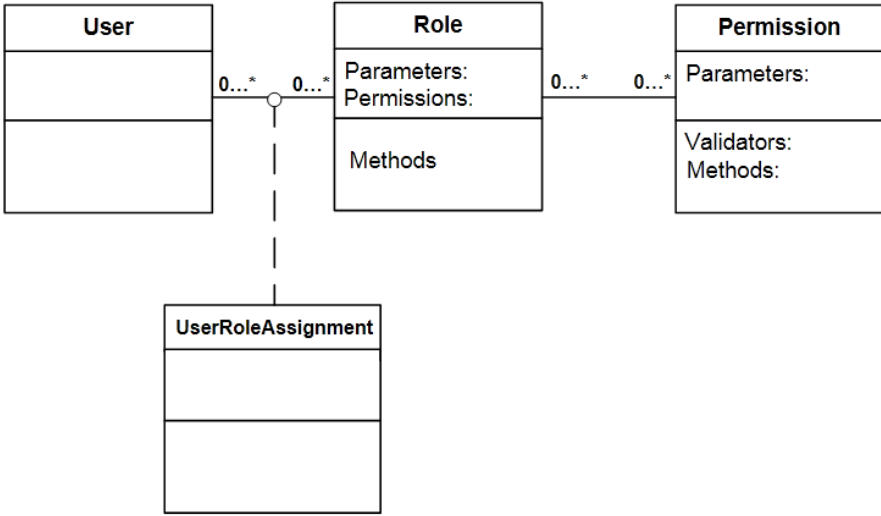 User
Role
Permission
0...*
0...*
Parameters:
Permissions:
0...*
0...*
Parameters:
Methods
Validators:
Methods:
UserRoleAssignment